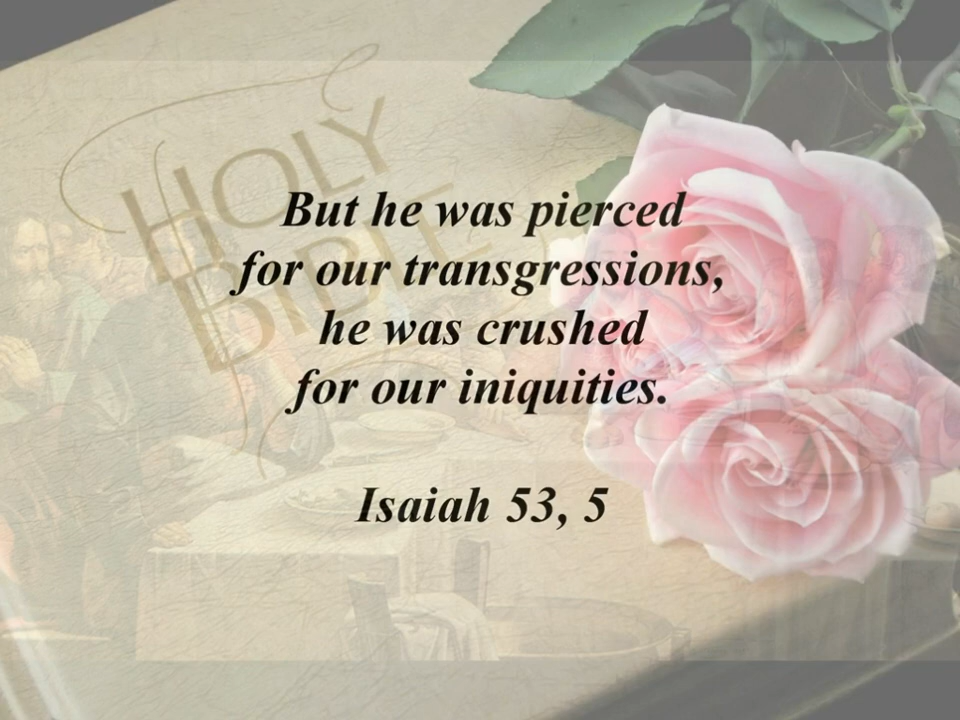 HOLY
BIBLE
But he was pierced
for our transgressions,
he was crushed
for our iniquities.
Isaiah 53, 5